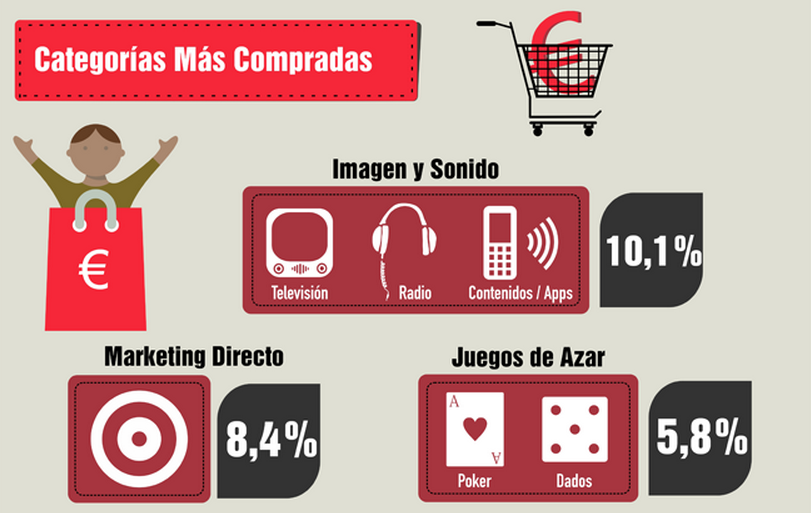 Categorías Más Compradas
€
Imagen y Sonido
Televisión
Radio
Contenidos / Apps
10,1%
€
Marketing Directo
8,4%
Juegos de Azar
A
A
Poker
Dados
5,8%